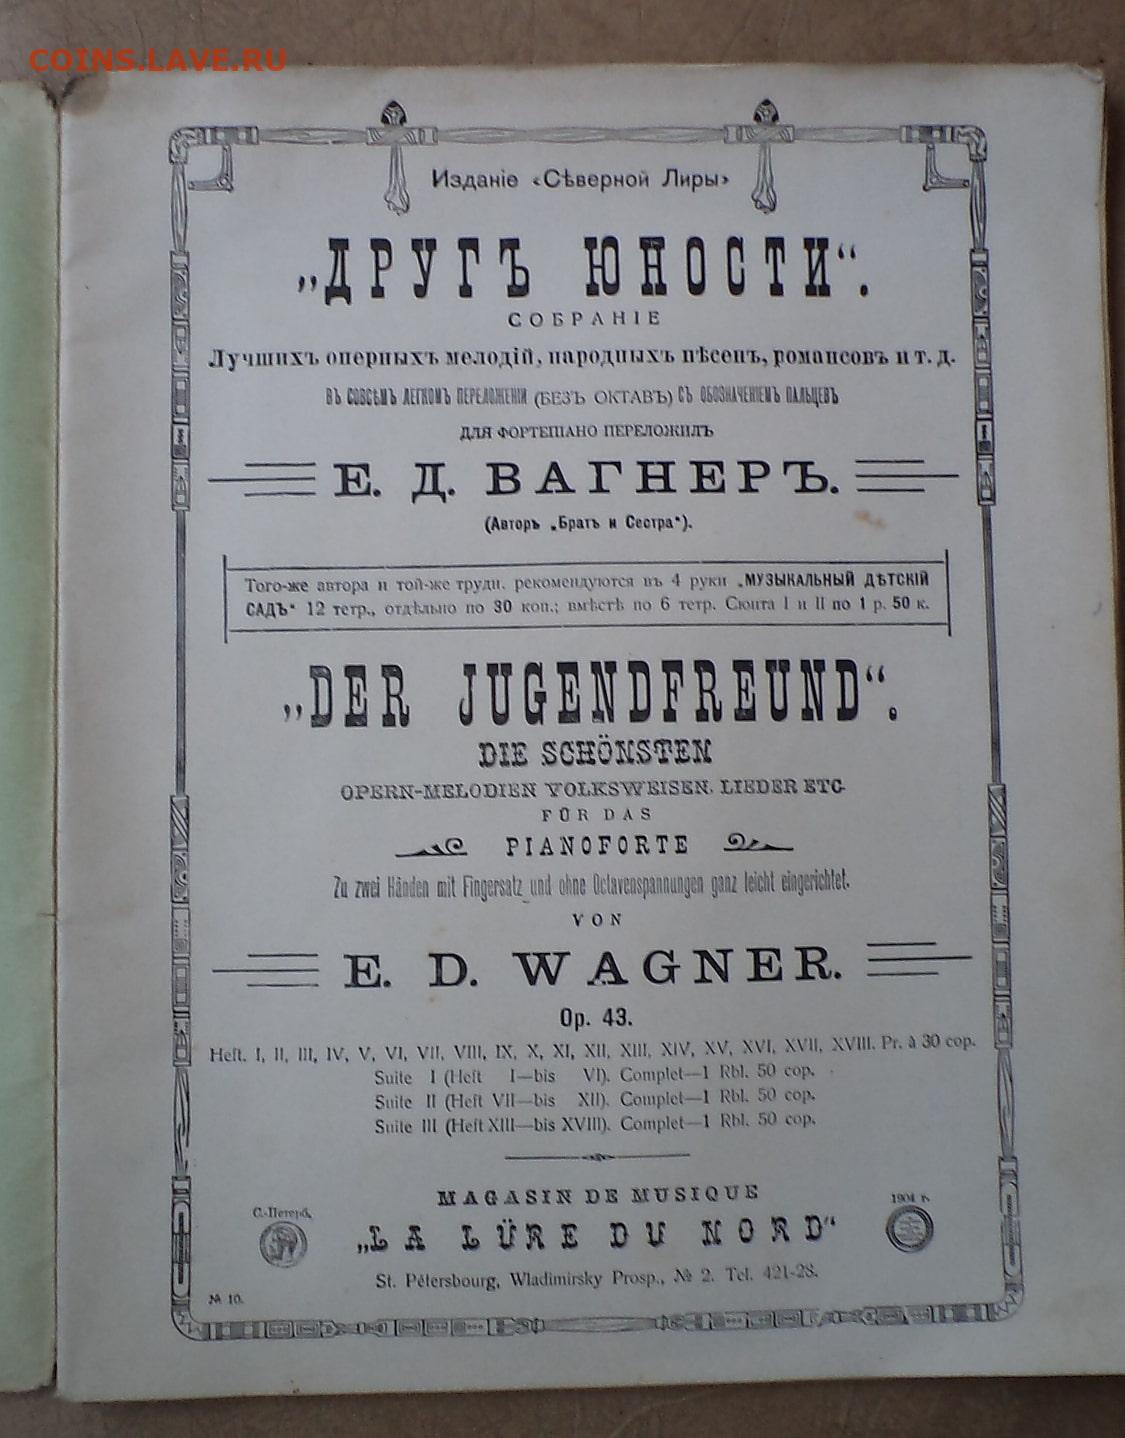 COINS.LAVE.RU
Изданіе «Сѣверной Лиры»
„ДРУГЪ ЮНОСТИ“.
СОБРАНІЕ
Лучшихъ оперныхъ мелодій, народныхъ пѣсенъ, романсовъ и т. д.
ВЪ СОВСѢМЪ ЛЕГКОМЪ ПЕРЕЛОЖЕНІИ (БЕЗЪ ОКТАВЪ) СЪ ОБОЗНАЧЕНІЕМЪ ПАЛЬЦЕВЪ
ДЛЯ ФОРТЕПІАНО ПЕРЕЛОЖИЛЪ
Е. Д. ВАГНЕРЪ.
(Авторъ „Братъ и Сестра“).
Того-же автора и той-же трудн. рекомендуются въ 4 руки „МУЗЫКАЛЬНЫЙ ДѢТСКІЙ
САДЪ“ 12 тетр., отдѣльно по 30 коп.; вмѣстѣ по 6 тетр. Сюита I и II по 1 р. 50 к.
„DER JUGENDFREUND“.
DIE SCHÖNSTEN
OPERN-MELODIEN VOLKSWEISEN, LIEDER ETC.
FÜR DAS
PIANOFORTE
Zu zwei Händen mit Fingersatz und ohne Octavenspannungen ganz leicht eingerichtet.
VON
E. D. WAGNER.
Op. 43.
Heft. I, II, III, IV, V, VI, VII, VIII, IX, X, XI, XII, XIII, XIV, XV, XVI, XVII, XVIII. Pr. à 30 cop.
Suite I (Heft I—bis VI). Complet—1 Rbl. 50 cop.
Suite II (Heft VII—bis XII). Complet—1 Rbl. 50 cop.
Suite III (Heft XIII—bis XVIII). Complet—1 Rbl. 50 cop.
MAGASIN DE MUSIQUE
С.-Петерб.
1904 г.
„LA LÜRE DU NORD“
St. Pétersbourg, Wladimirsky Prosp., № 2. Tel. 421-28.
№ 10.